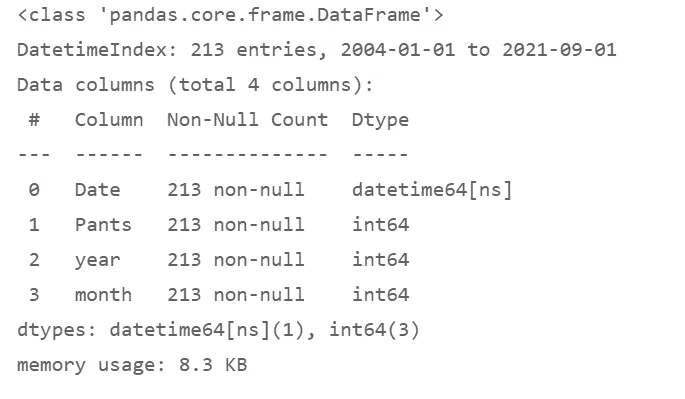 <class 'pandas.core.frame.DataFrame'>
DatetimeIndex: 213 entries, 2004-01-01 to 2021-09-01
Data columns (total 4 columns):
 #   Column  Non-Null Count  Dtype
---  ------  --------------  -----
 0   Date    213 non-null    datetime64[ns]
 1   Pants   213 non-null    int64
 2   year    213 non-null    int64
 3   month   213 non-null    int64
dtypes: datetime64[ns](1), int64(3)
memory usage: 8.3 KB